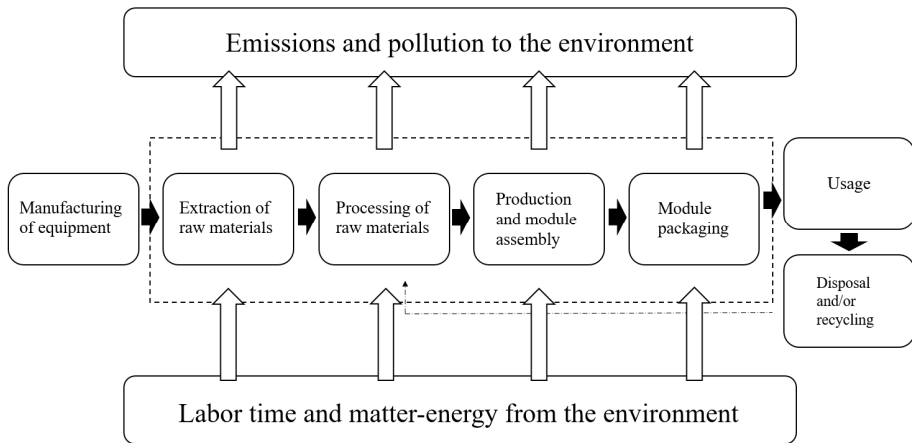 Emissions and pollution to the environment
Manufacturing
of equipment
Extraction of
raw materials
Processing of
raw materials
Production
and module
assembly
Module
packaging
Usage
Disposal
and/or
recycling
Labor time and matter-energy from the environment